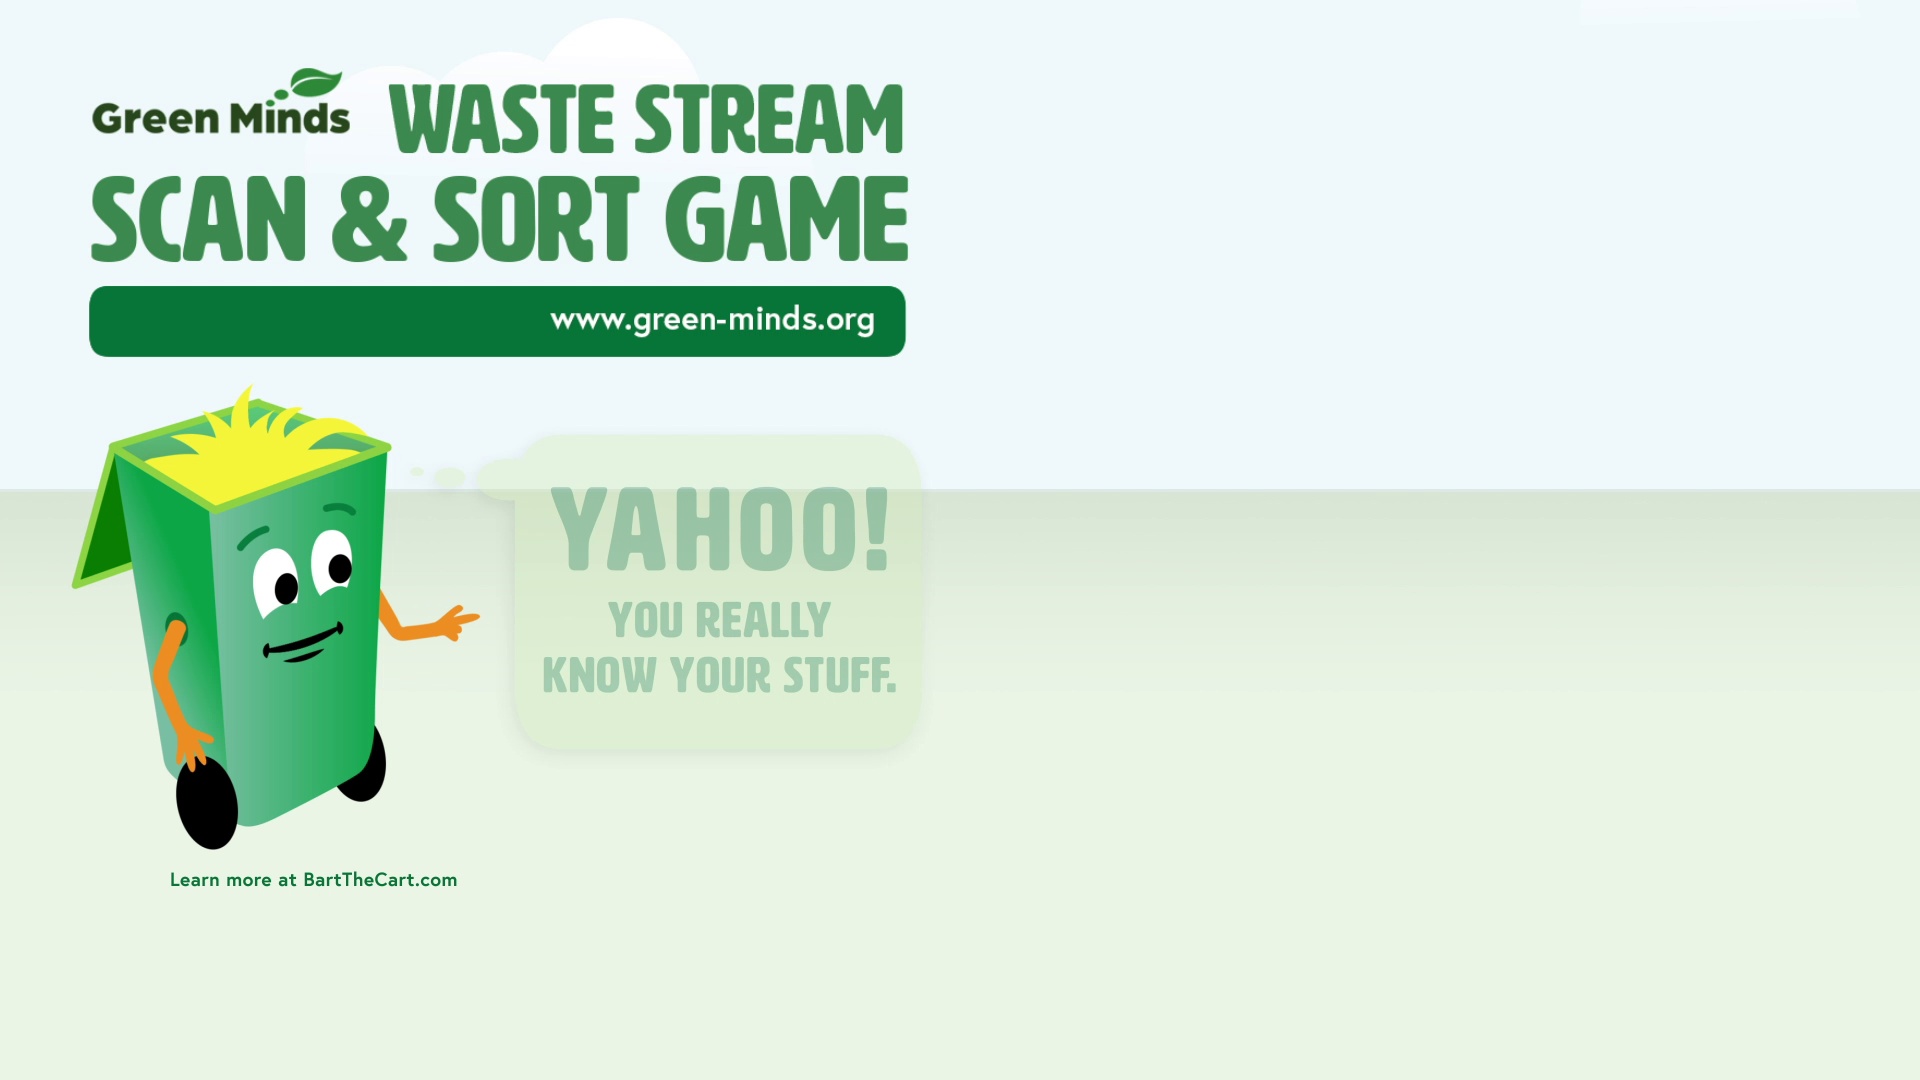 Green Minds WASTE STREAM
SCAN & SORT GAME
www.green-minds.org
YAHOO!
YOU REALLY
KNOW YOUR STUFF.
Learn more at BartTheCart.com